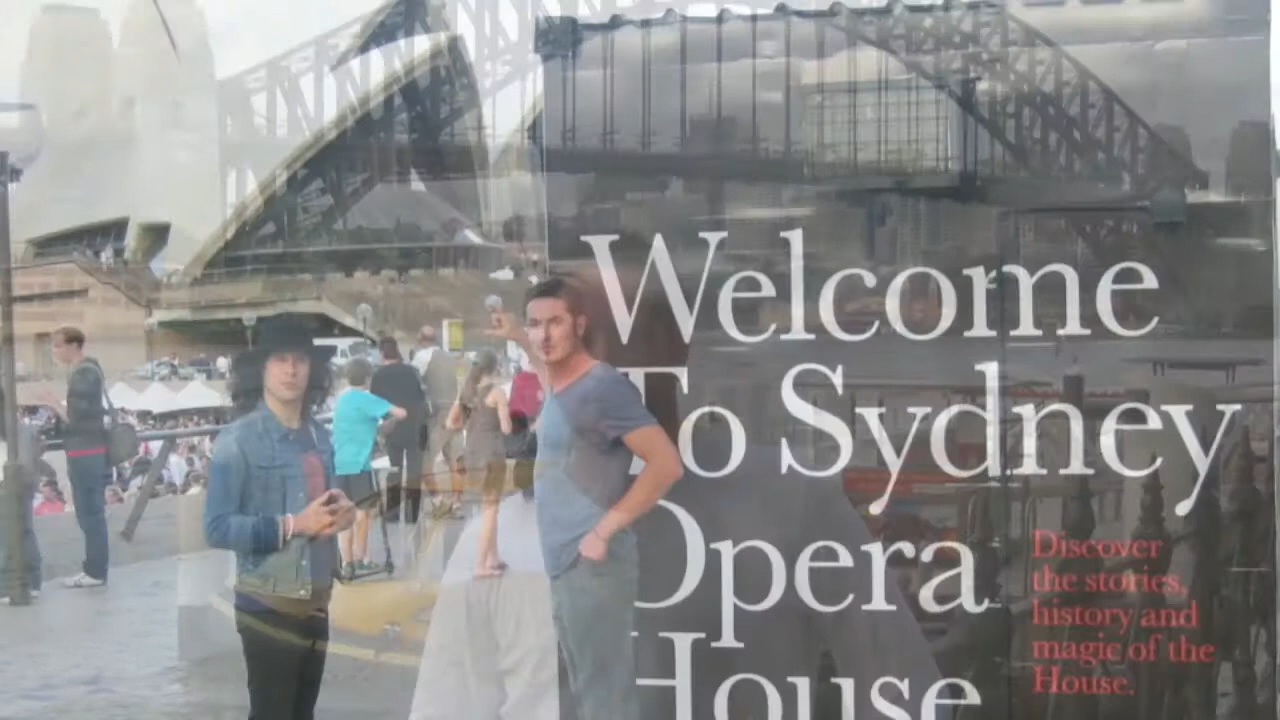 Welcome
To Sydney
Opera
House
Discover
the stories,
history and
magic of the
House.